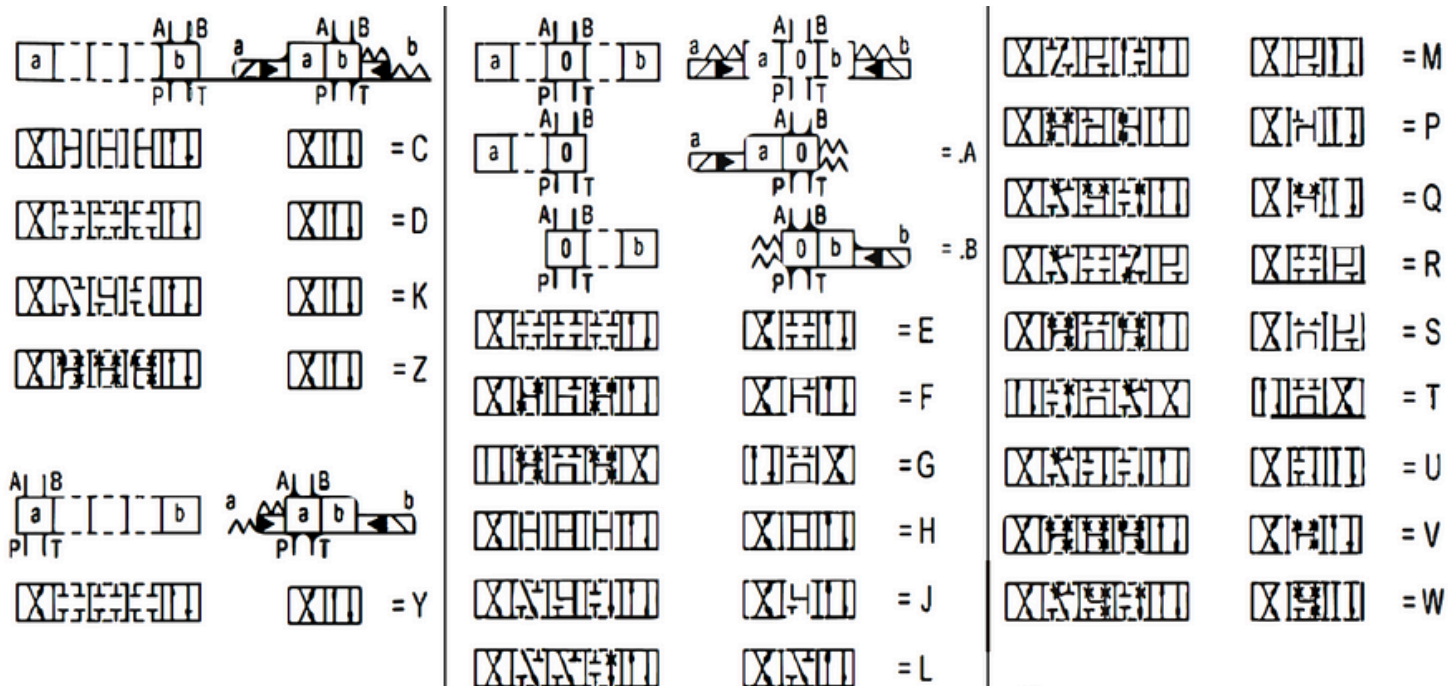 A B A B
a b a a b b
P T P T
= C
= D
= K
= Z
A B A B
a b a a b b
P T P T
= Y
A B A B
a 0 b a a 0 b b
P T P T
A B A B
a 0 a a 0 = .A
P T P T
A B A B
0 b 0 b b = .B
P T P T
= E
= F
= G
= H
= J
= L
= M
= P
= Q
= R
= S
= T
= U
= V
= W